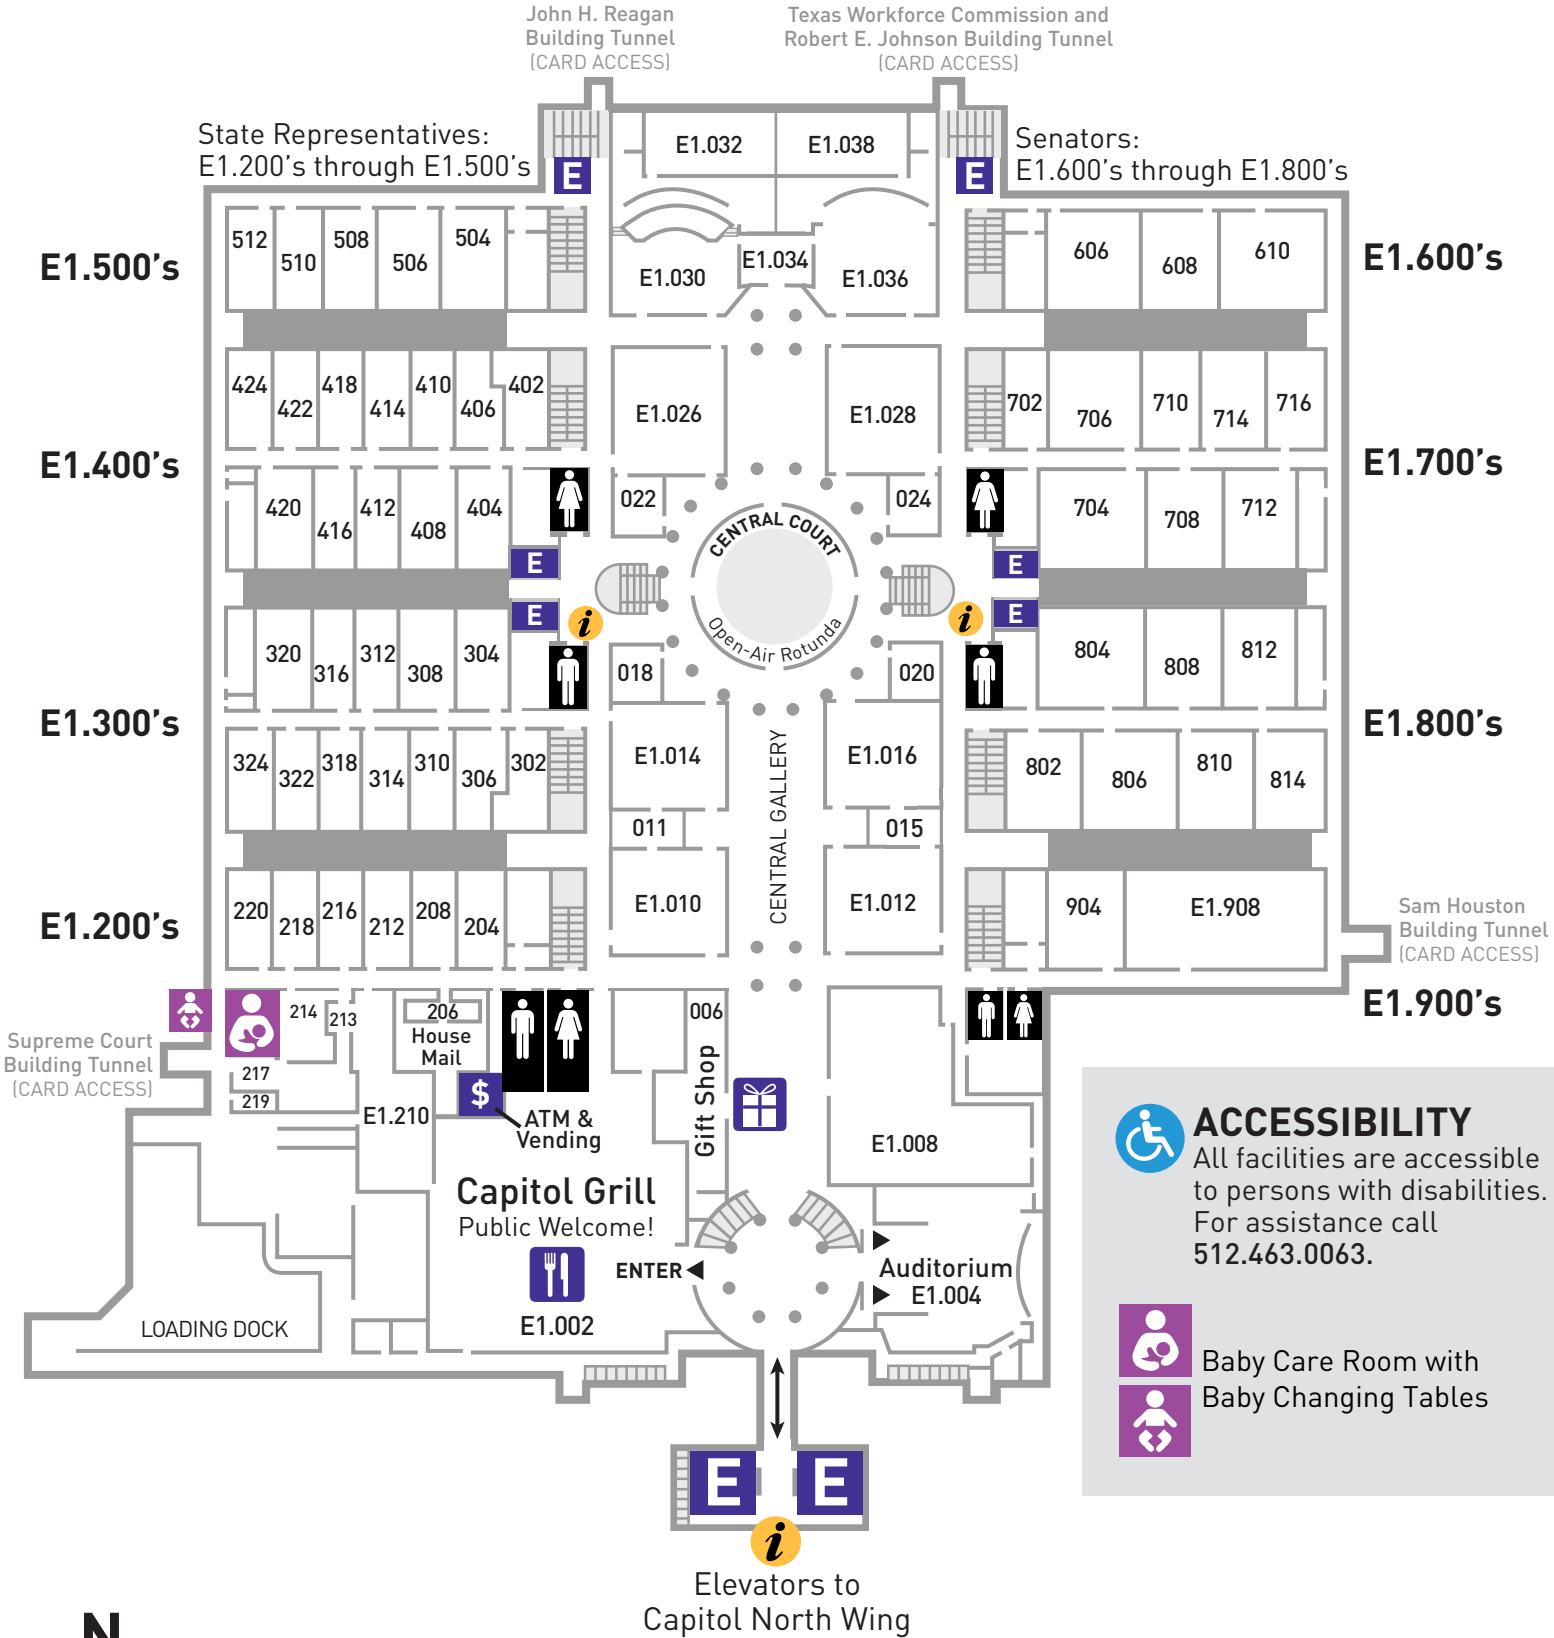 John H. Reagan
Building Tunnel
(CARD ACCESS)
Texas Workforce Commission and
Robert E. Johnson Building Tunnel
(CARD ACCESS)
State Representatives:
E1.200's through E1.500's
Senators:
E1.600's through E1.800's
E1.032
E1.038
E
E
E1.500's
512
510
508
506
504
E1.030
E1.034
E1.036
606
608
610
E1.600's
424
422
418
414
410
406
402
E1.026
E1.028
702
706
710
714
716
E1.400's
E1.700's
420
416
412
408
404
022
024
704
708
712
CENTRAL COURT
Open-Air Rotunda
E
E
E
E
i
i
320
316
312
308
304
018
020
804
808
812
E1.300's
E1.800's
324
322
318
314
310
306
302
E1.014
E1.016
802
806
810
814
CENTRAL GALLERY
011
015
E1.200's
220
218
216
212
208
204
E1.010
E1.012
904
E1.908
Sam Houston
Building Tunnel
(CARD ACCESS)
E1.900's
214
213
206
House
Mail
006
Gift Shop
Supreme Court
Building Tunnel
(CARD ACCESS)
217
219
E1.210
$
ATM &
Vending
E1.008
Capitol Grill
Public Welcome!
ENTER
E1.002
Auditorium
E1.004
LOADING DOCK
ACCESSIBILITY
All facilities are accessible
to persons with disabilities.
For assistance call
512.463.0063.
Baby Care Room with
Baby Changing Tables
E
E
i
Elevators to
Capitol North Wing
N